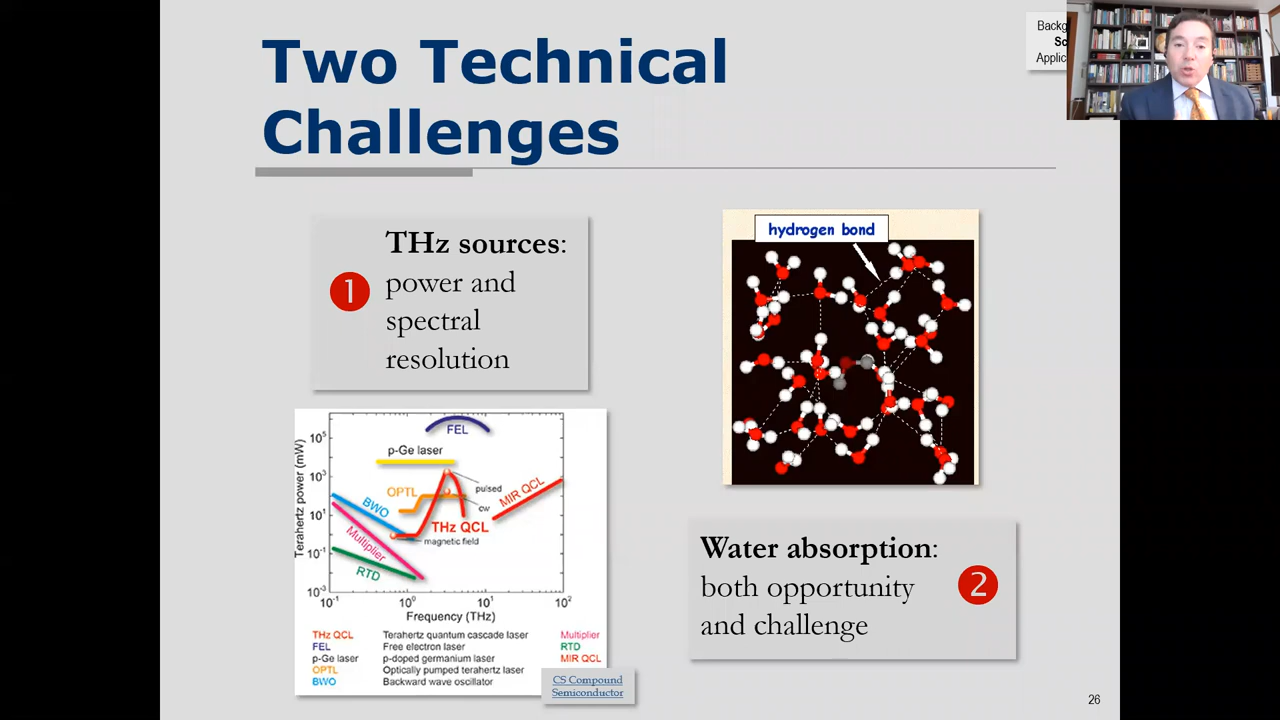 Two Technical
Challenges
Backg
Sc
Applic
1
THz sources:
power and
spectral
resolution
hydrogen bond
Terahertz power (mW)
10⁵
10³
10¹
10⁻¹
10⁻³
FEL
p-Ge laser
OPTL
pulsed
cw
BWO
MIR QCL
THz QCL
magnetic field
Multiplier
RTD
10⁻¹ 10⁰ 10¹ 10²
Frequency (THz)
THz QCL Terahertz quantum cascade laser Multiplier
FEL Free electron laser RTD
p-Ge laser p-doped germanium laser MIR QCL
OPTL Optically pumped terahertz laser
BWO Backward wave oscillator
CS Compound
Semiconductor
Water absorption:
both opportunity
and challenge
2
26